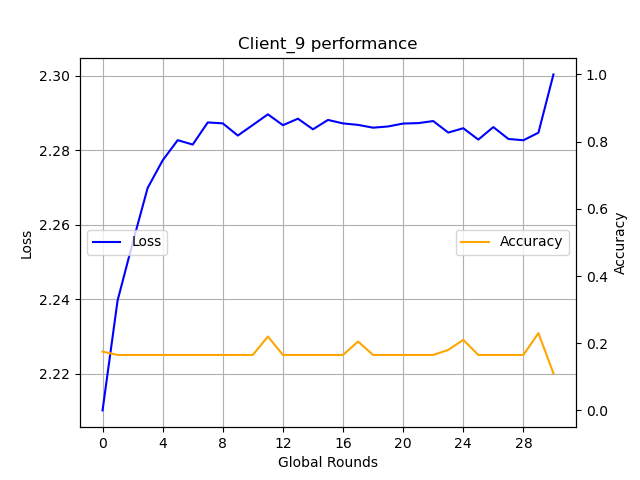 Client_9 performance
2.30
2.28
2.26
2.24
2.22
Loss
Loss
Accuracy
1.0
0.8
0.6
0.4
0.2
0.0
Accuracy
0 4 8 12 16 20 24 28
Global Rounds